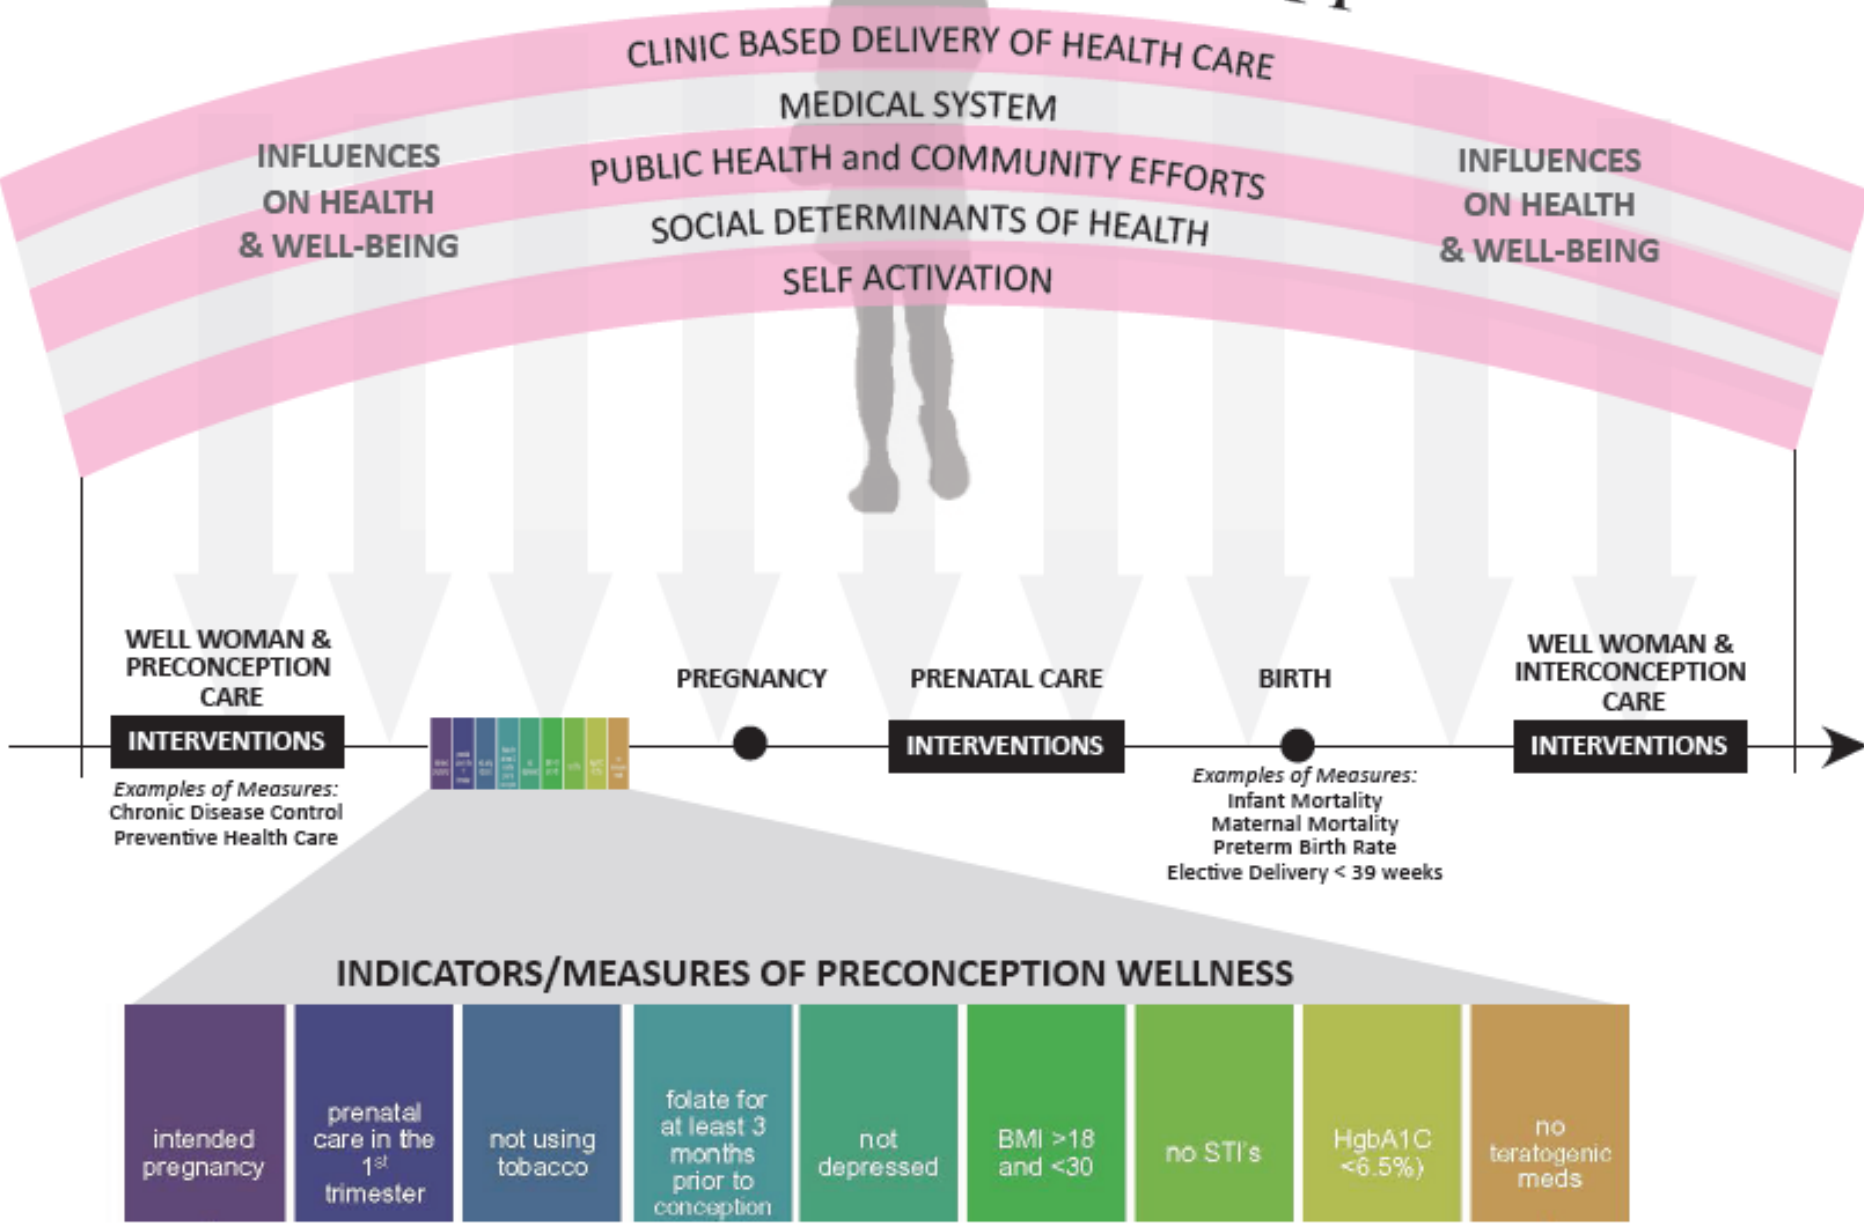 CLINIC BASED DELIVERY OF HEALTH CARE
MEDICAL SYSTEM
PUBLIC HEALTH and COMMUNITY EFFORTS
SOCIAL DETERMINANTS OF HEALTH
SELF ACTIVATION
INFLUENCES
ON HEALTH
& WELL-BEING
INFLUENCES
ON HEALTH
& WELL-BEING
WELL WOMAN &
PRECONCEPTION
CARE
INTERVENTIONS
Examples of Measures:
Chronic Disease Control
Preventive Health Care
PREGNANCY
PRENATAL CARE
INTERVENTIONS
BIRTH
Examples of Measures:
Infant Mortality
Maternal Mortality
Preterm Birth Rate
Elective Delivery < 39 weeks
WELL WOMAN &
INTERCONCEPTION
CARE
INTERVENTIONS
INDICATORS/MEASURES OF PRECONCEPTION WELLNESS
intended
pregnancy
prenatal
care in the
1st
trimester
not using
tobacco
folate for
at least 3
months
prior to
conception
not
depressed
BMI >18
and <30
no STI's
HgbA1C
<6.5%)
no
teratogenic
meds